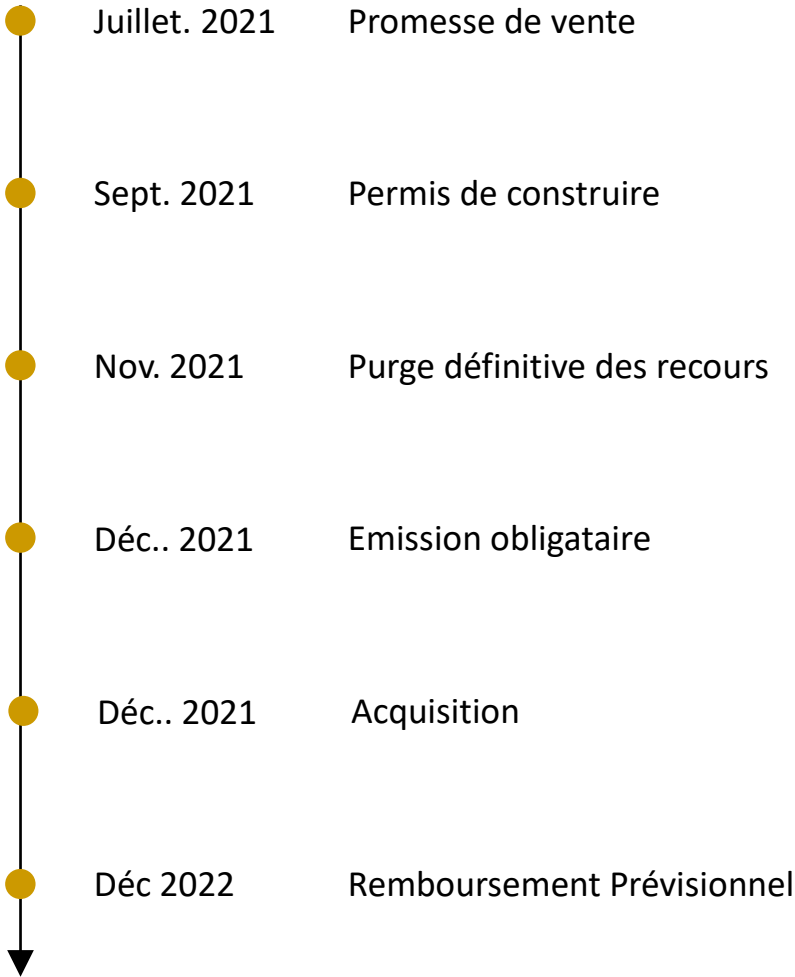 Juillet. 2021 Promesse de vente
Sept. 2021 Permis de construire
Nov. 2021 Purge définitive des recours
Déc.. 2021 Emission obligataire
Déc.. 2021 Acquisition
Déc 2022 Remboursement Prévisionnel